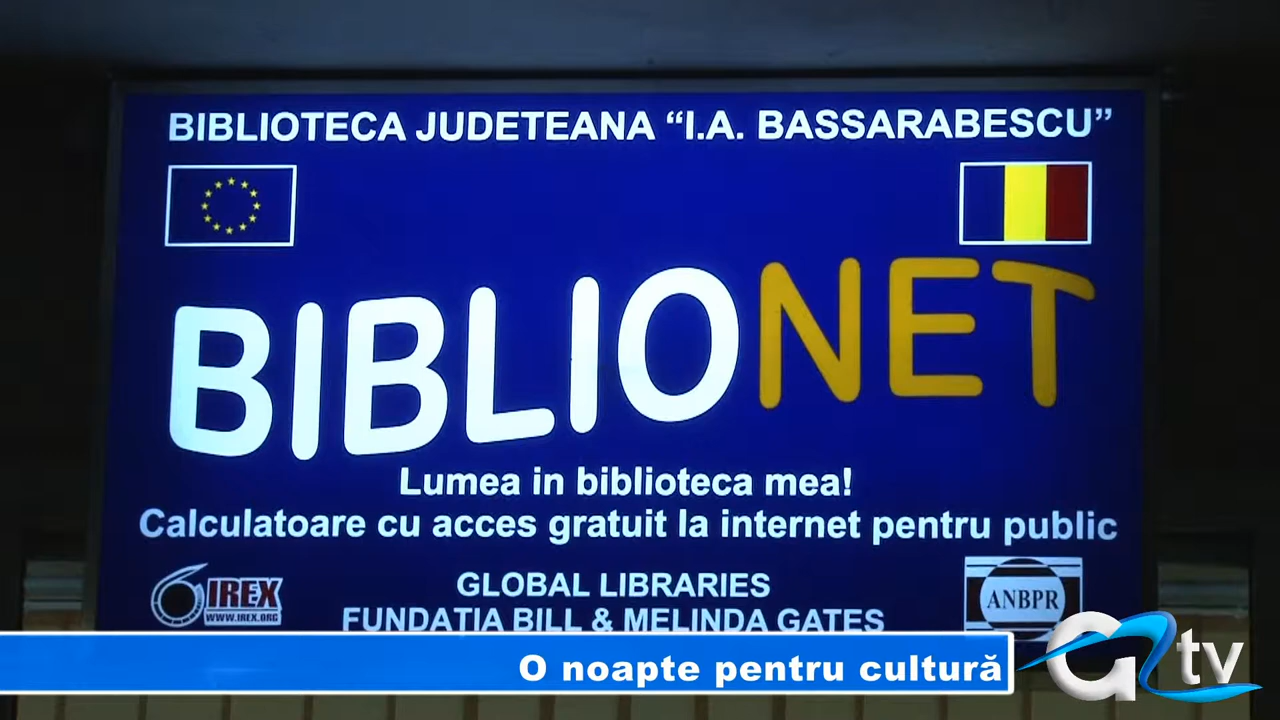 BIBLIOTECA JUDETEANA “I.A. BASSARABESCU”
BIBLIONET
Lumea in biblioteca mea!
Calculatoare cu acces gratuit la internet pentru public
IREX
WWW.IREX.ORG
GLOBAL LIBRARIES
FUNDATIA BILL & MELINDA GATES
ANBPR
O noapte pentru cultură
tv